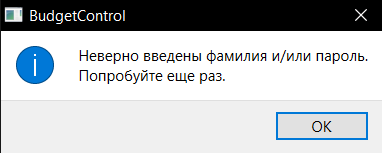 BudgetControl
Неверно введены фамилия и/или пароль.
Попробуйте еще раз.
OK